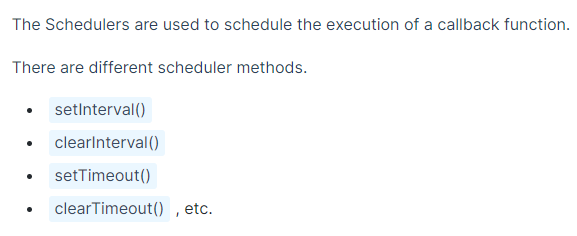 The Schedulers are used to schedule the execution of a callback function.
There are different scheduler methods.
• setInterval()
• clearInterval()
• setTimeout()
• clearTimeout() , etc.